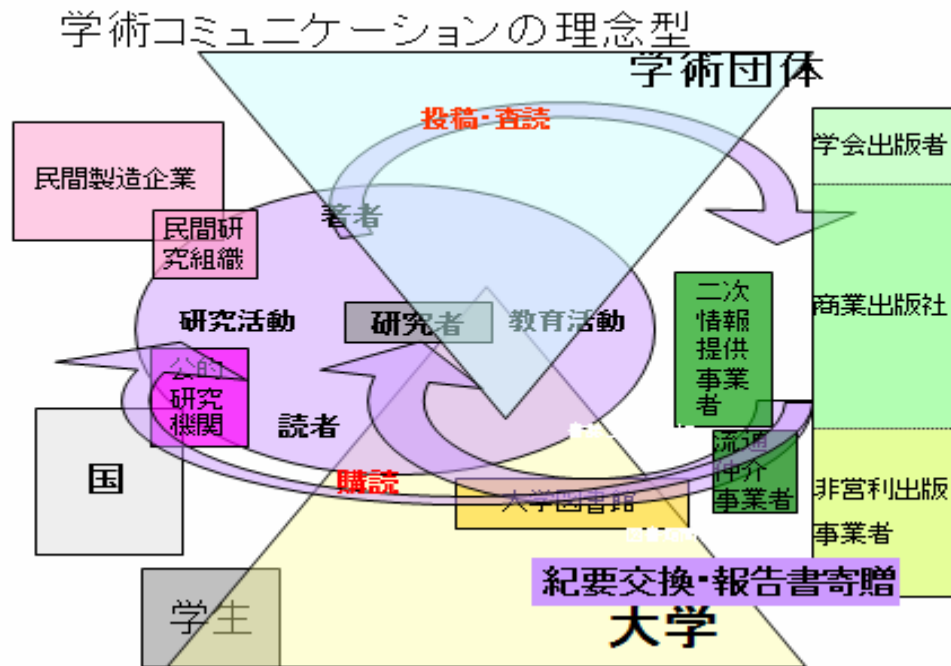 学術コミュニケーションの理念型
学術団体
投稿・査読
学会出版者
民間製造企業
著者
民間研
究組織
商業出版社
二次
情報
提供
事業
者
研究活動
研究者
教育活動
公的
研究
機関
読者
流通
仲介
事業者
国
購読
大学図書館
非営利出版
事業者
紀要交換・報告書寄贈
学生
大学